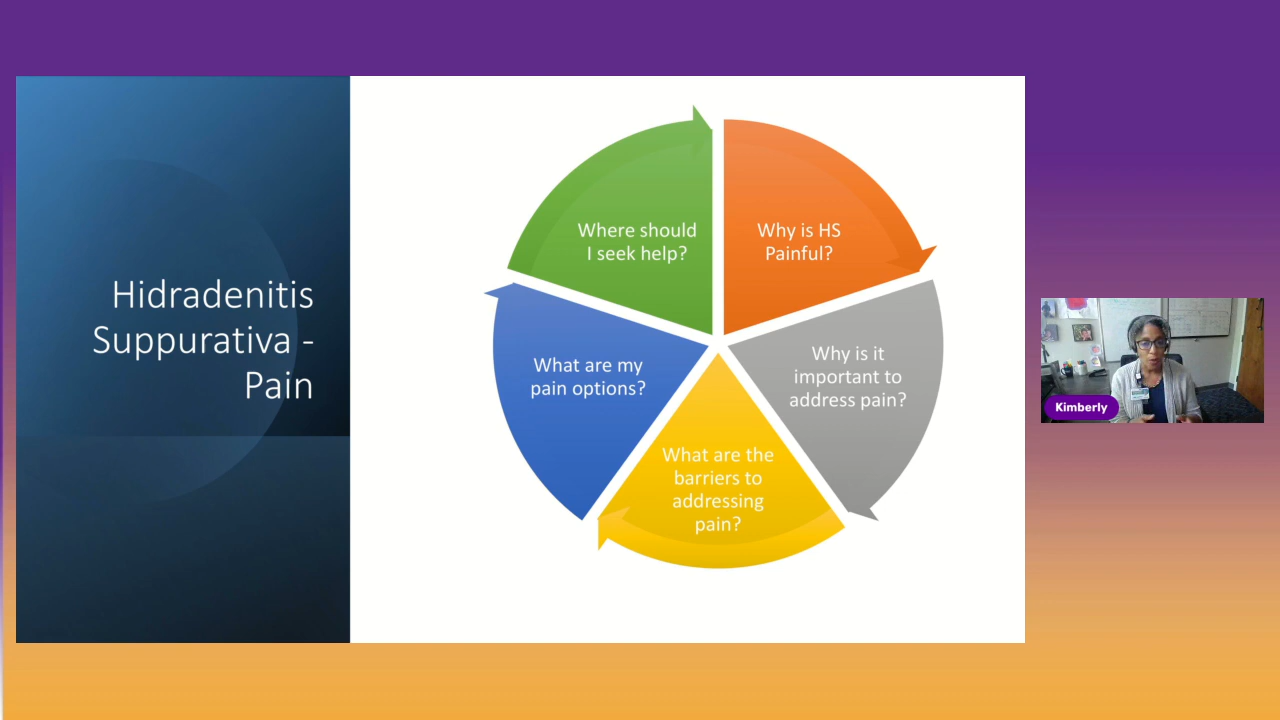 Hidradenitis
Suppurativa -
Pain
Where should
I seek help?
Why is HS
Painful?
Why is it
important to
address pain?
What are the
barriers to
addressing
pain?
What are my
pain options?
Kimberly